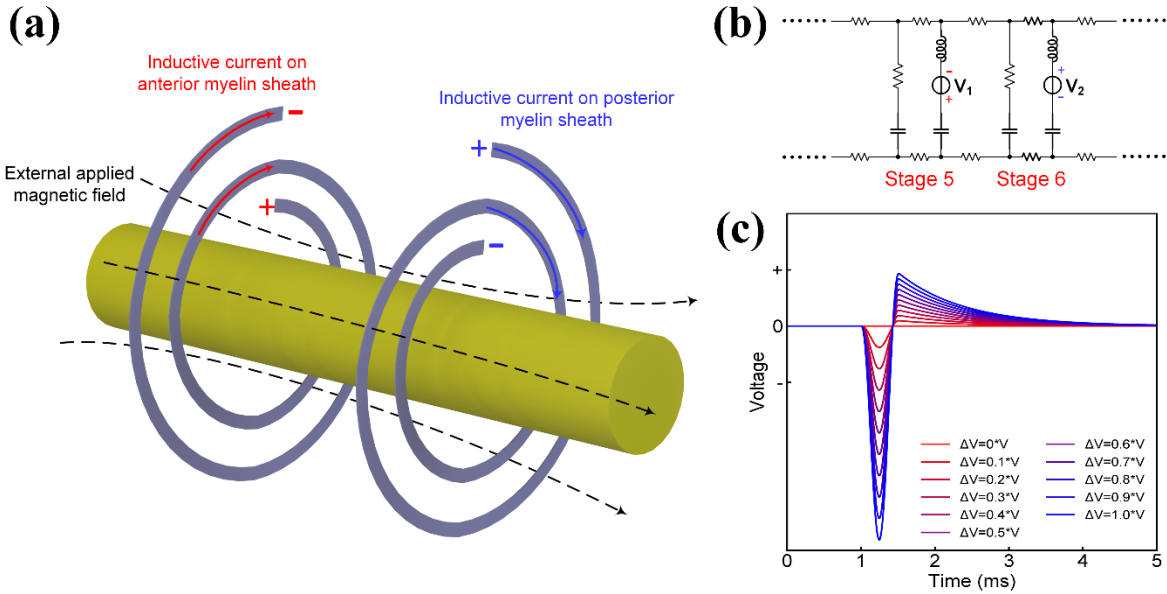 (a)
Inductive current on
anterior myelin sheath
−
Inductive current on posterior
myelin sheath
+
External applied
magnetic field
+
−
(b)
......
......
−
V1
+
+
V2
−
......
......
Stage 5
Stage 6
(c)
+
0
-
Voltage
ΔV=0*V
ΔV=0.1*V
ΔV=0.2*V
ΔV=0.3*V
ΔV=0.4*V
ΔV=0.5*V
ΔV=0.6*V
ΔV=0.7*V
ΔV=0.8*V
ΔV=0.9*V
ΔV=1.0*V
0
1
2
3
4
5
Time (ms)